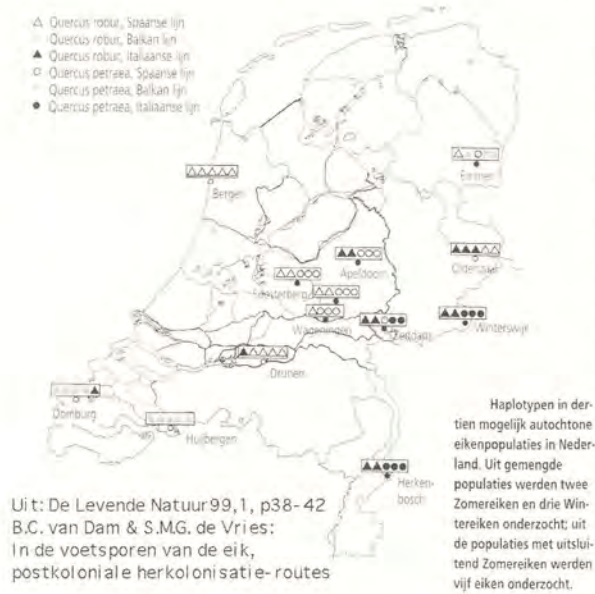 Quercus robur, Spaanse lijn
Quercus robur, Balkan lijn
Quercus robur, Italiaanse lijn
Quercus petraea, Spaanse lijn
Quercus petraea, Balkan lijn
Quercus petraea, Italiaanse lijn
Bergen
Emmen
Apeldoorn
Oldenzaal
Soesterberg
Wageningen
Zeddam
Winterswijk
Drunen
Domburg
Huijbergen
Herken-
bosch
Haplotypen in der-
tien mogelijk autochtone
eikenpopulaties in Neder-
land. Uit gemengde
populaties werden twee
Zomereiken en drie Win-
tereiken onderzocht; uit
de populaties met uitslui-
tend Zomereiken werden
vijf eiken onderzocht.
Uit: De Levende Natuur 99,1, p38-42
B.C. van Dam & S.M.G. de Vries:
In de voetsporen van de eik,
postkoloniale herkolonisatie-routes